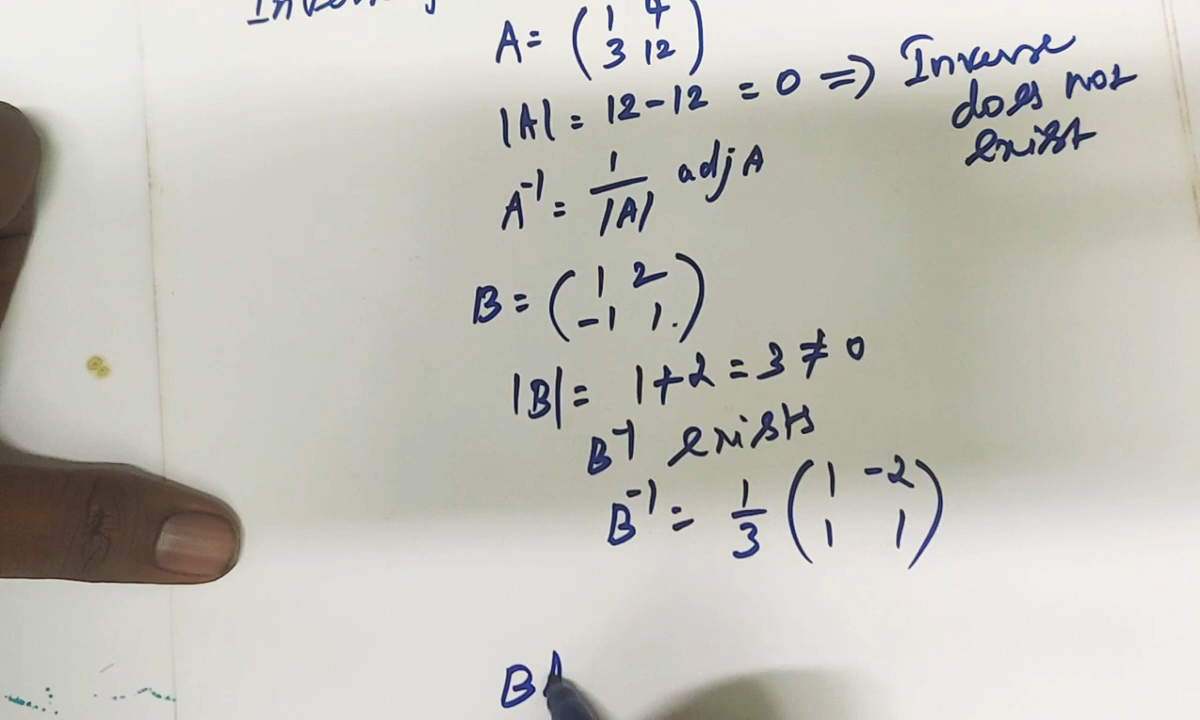 A = ( 1 4
3 12 )
|A| = 12 - 12 = 0 => Inverse does not exist
A⁻¹ = 1/|A| adj A
B = ( 1 2
-1 1. )
|B| = 1 + 2 = 3 ≠ 0
B⁻¹ exists
B⁻¹ = 1/3 ( 1 -2
1 1 )
B